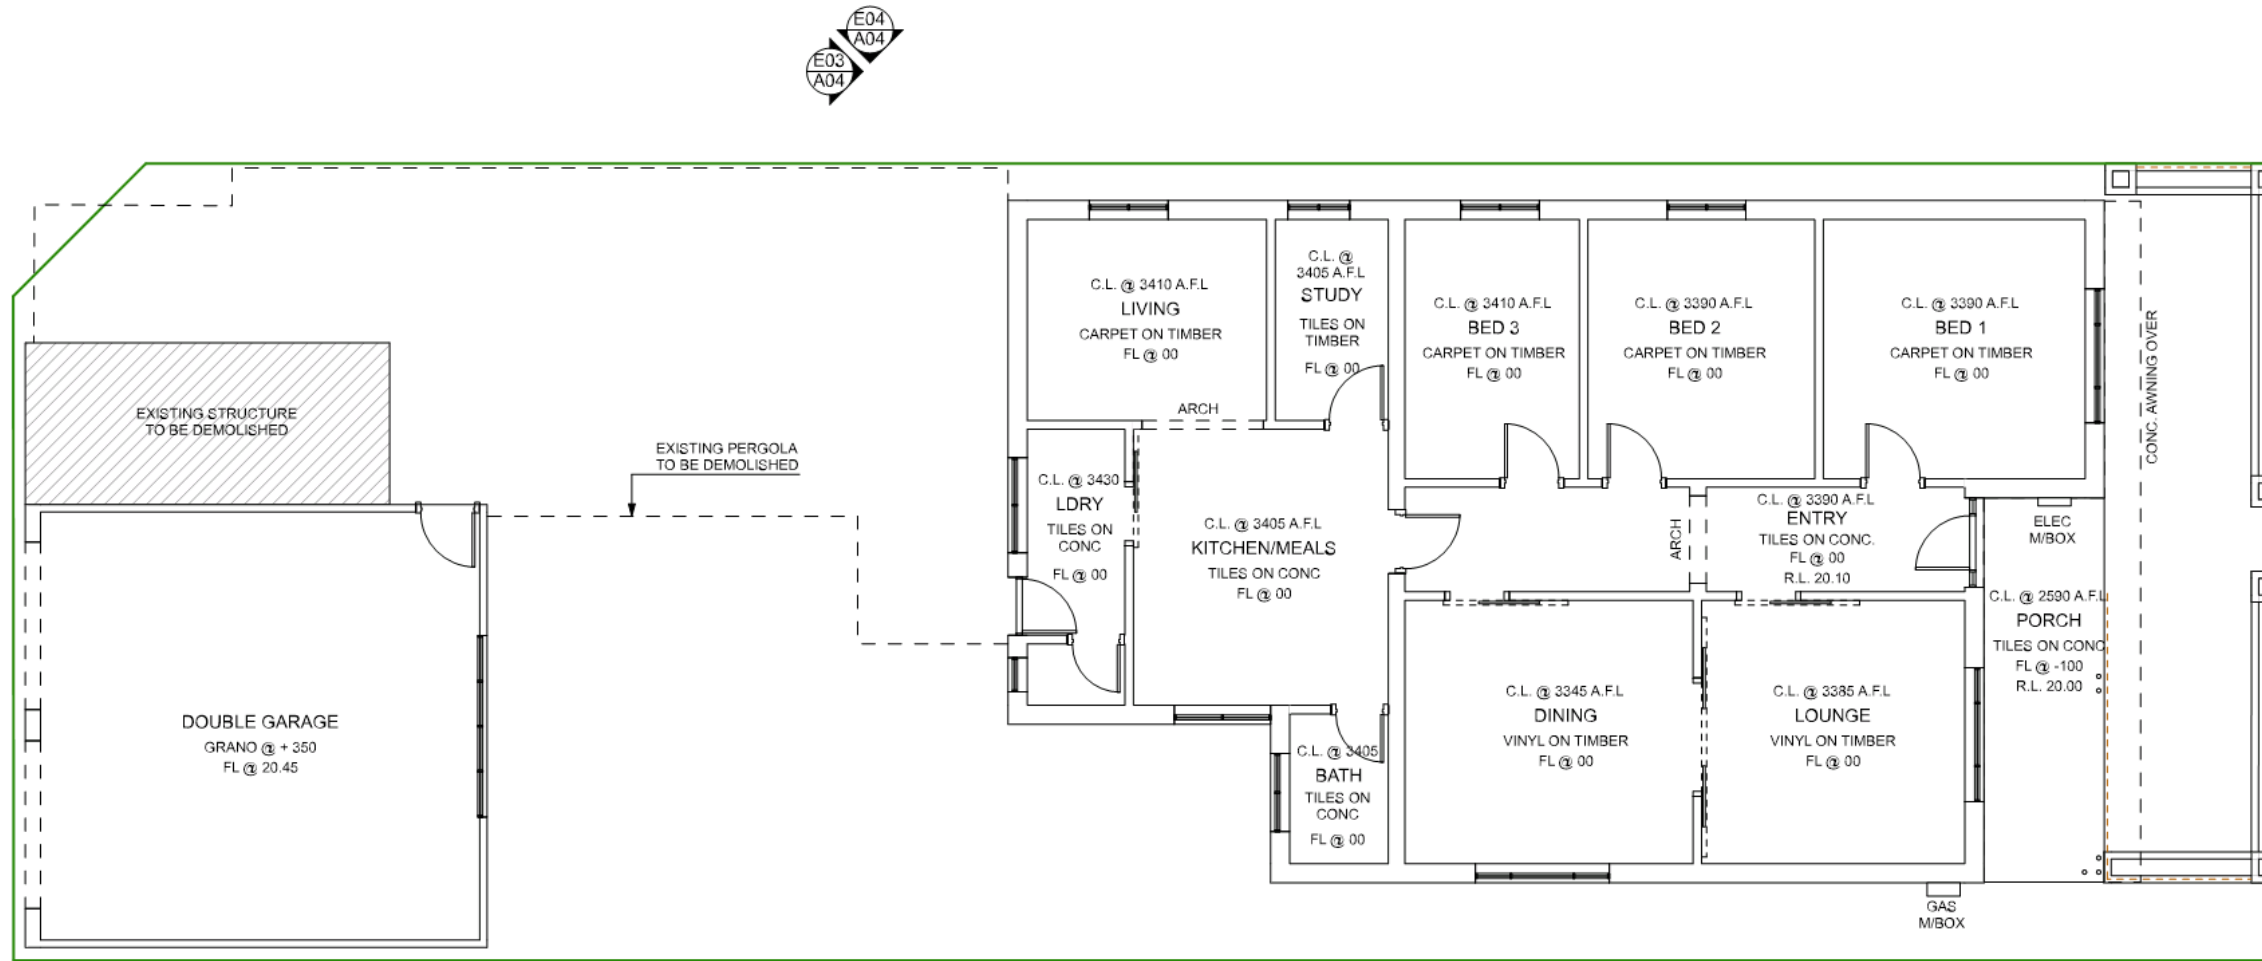 E04
A04
E03
A04
C.L. @ 3410 A.F.L
LIVING
CARPET ON TIMBER
FL @ 00
C.L. @
3405 A.F.L
STUDY
TILES ON
TIMBER
FL @ 00
C.L. @ 3410 A.F.L
BED 3
CARPET ON TIMBER
FL @ 00
C.L. @ 3390 A.F.L
BED 2
CARPET ON TIMBER
FL @ 00
C.L. @ 3390 A.F.L
BED 1
CARPET ON TIMBER
FL @ 00
CONC. AWNING OVER
EXISTING STRUCTURE
TO BE DEMOLISHED
EXISTING PERGOLA
TO BE DEMOLISHED
ARCH
C.L. @ 3430
LDRY
TILES ON
CONC
FL @ 00
C.L. @ 3405 A.F.L
KITCHEN/MEALS
TILES ON CONC
FL @ 00
ARCH
C.L. @ 3390 A.F.L
ENTRY
TILES ON CONC.
FL @ 00
R.L. 20.10
ELEC
M/BOX
C.L. @ 2590 A.F.L
PORCH
TILES ON CONC
FL @ -100
R.L. 20.00
DOUBLE GARAGE
GRANO @ + 350
FL @ 20.45
C.L. @ 3405
BATH
TILES ON
CONC
FL @ 00
C.L. @ 3345 A.F.L
DINING
VINYL ON TIMBER
FL @ 00
C.L. @ 3385 A.F.L
LOUNGE
VINYL ON TIMBER
FL @ 00
GAS
M/BOX